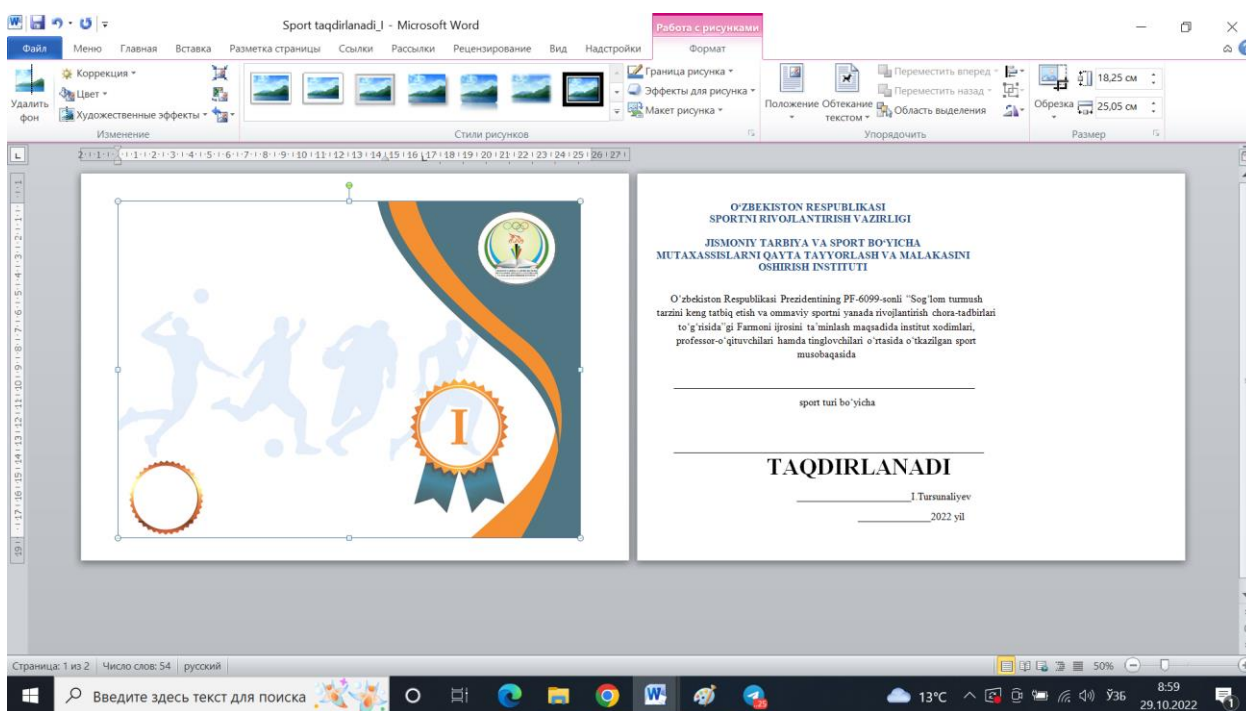 Sport taqdirlanadi_I - Microsoft Word
Работа с рисунками
Файл Меню Главная Вставка Разметка страницы Ссылки Рассылки Рецензирование Вид Надстройки Формат
Удалить фон
Коррекция
Цвет
Художественные эффекты
Изменение
Стили рисунков
Граница рисунка
Эффекты для рисунка
Макет рисунка
Положение
Обтекание текстом
Переместить вперед
Переместить назад
Область выделения
Упорядочить
Обрезка
18,25 см
25,05 см
Размер
I
O‘ZBEKISTON RESPUBLIKASI
SPORTNI RIVOJLANTIRISH VAZIRLIGI
JISMONIY TARBIYA VA SPORT BO‘YICHA
MUTAXASSISLARNI QAYTA TAYYORLASH VA MALAKASINI
OSHIRISH INSTITUTI
O‘zbekiston Respublikasi Prezidentining PF-6099-sonli “Sog‘lom turmush
tarzini keng tatbiq etish va ommaviy sportni yanada rivojlantirish chora-tadbirlari
to‘g‘risida”gi Farmoni ijrosini ta’minlash maqsadida institut xodimlari,
professor-o‘qituvchilari hamda tinglovchilari o‘rtasida o‘tkazilgan sport
musobaqasida
sport turi bo‘yicha
TAQDIRLANADI
____________________I.Tursunaliyev
_____________2022 yil
Страница: 1 из 2 Число слов: 54 русский
50%
Введите здесь текст для поиска
13°C
ЎЗБ
8:59
29.10.2022